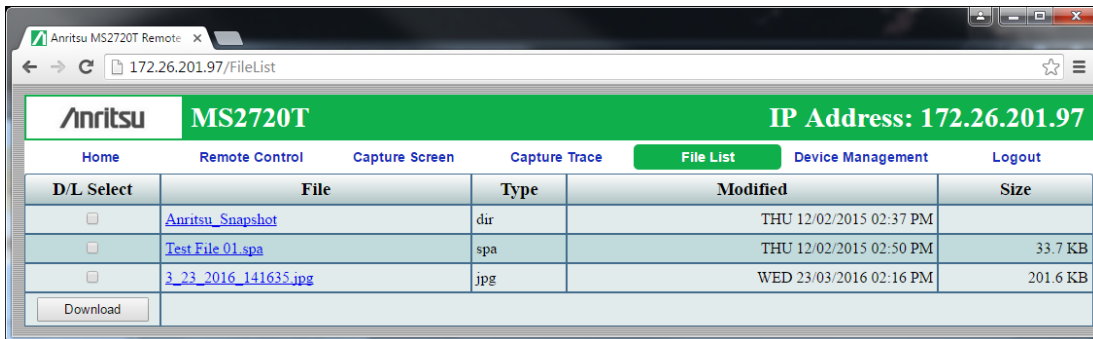 Anritsu MS2720T Remote
172.26.201.97/FileList
Anritsu MS2720T IP Address: 172.26.201.97
Home Remote Control Capture Screen Capture Trace File List Device Management Logout
D/L Select File Type Modified Size
Anritsu_Snapshot dir THU 12/02/2015 02:37 PM
Test File 01.spa spa THU 12/02/2015 02:50 PM 33.7 KB
3_23_2016_141635.jpg jpg WED 23/03/2016 02:16 PM 201.6 KB
Download